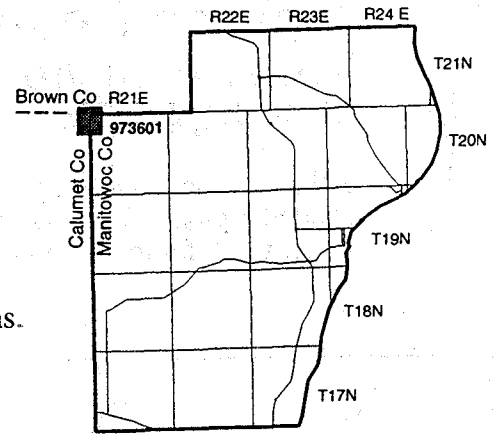 R22E R23E R24 E
T21N
Brown Co R21E
973601
T20N
Calumet Co
Manitowoc Co
T19N
T18N
T17N